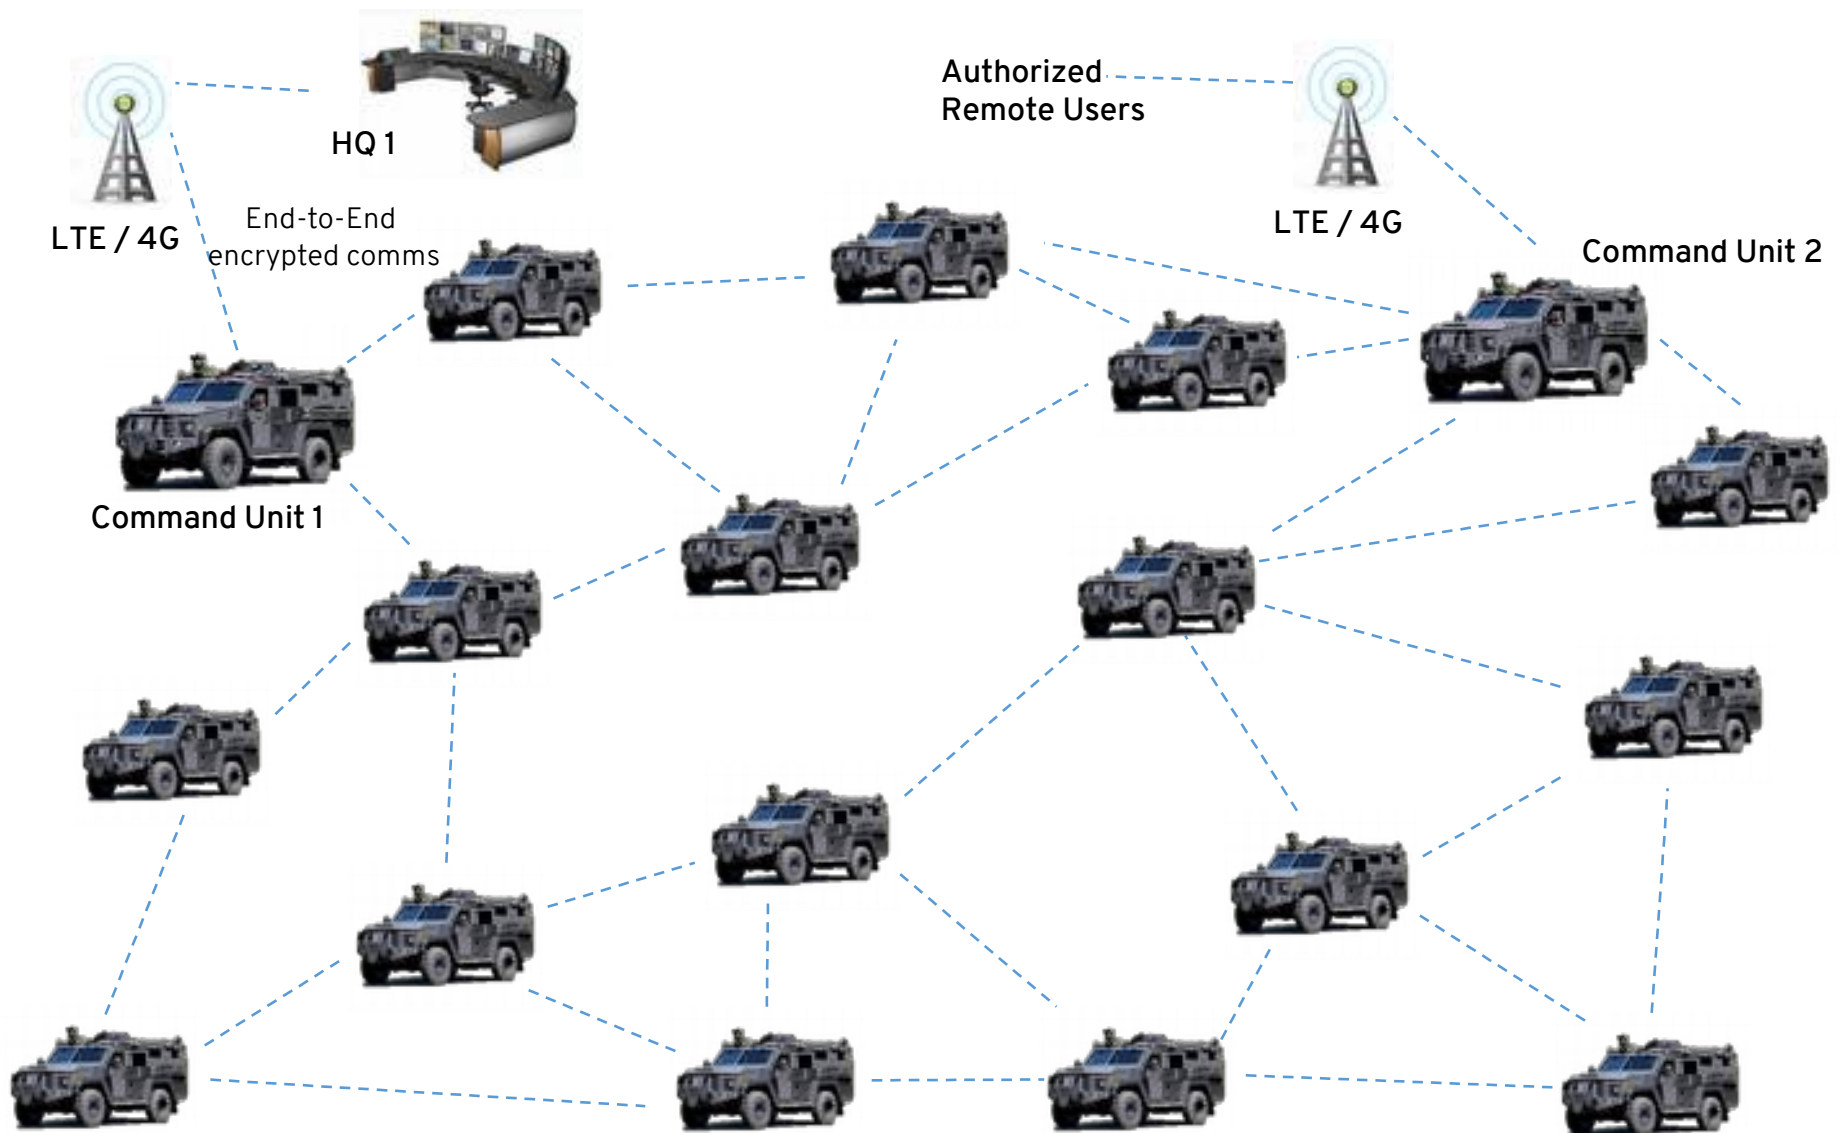 HQ 1
Authorized
Remote Users
LTE / 4G
End-to-End
encrypted comms
LTE / 4G
Command Unit 2
Command Unit 1